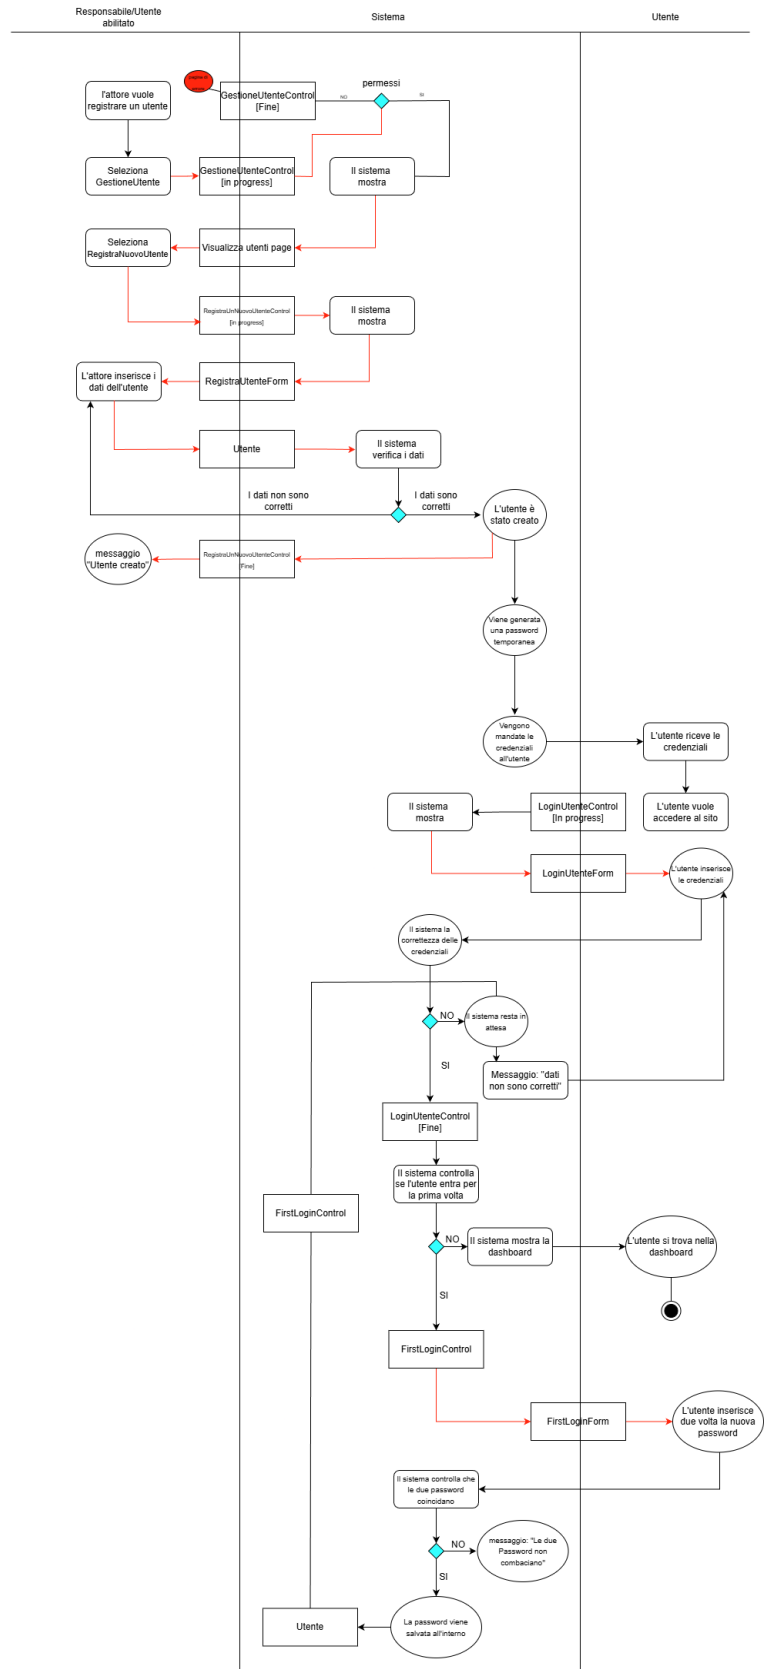 Responsabile/Utente
abilitato
Sistema
Utente
permessi
l'attore vuole
registrare un utente
GestioneUtenteControl
[Fine]
NO
SI
Seleziona
GestioneUtente
GestioneUtenteControl
[in progress]
Il sistema
mostra
Seleziona
RegistraNuovoUtente
Visualizza utenti page
RegistraUnNuovoUtenteControl
[in progress]
Il sistema
mostra
L'attore inserisce i
dati dell'utente
RegistraUtenteForm
Utente
Il sistema
verifica i dati
I dati non sono
corretti
I dati sono
corretti
L'utente è
stato creato
messaggio
"Utente creato"
RegistraUnNuovoUtenteControl
[Fine]
Viene generata
una password
temporanea
Vengono
mandate le
credenziali
all'utente
L'utente riceve le
credenziali
Il sistema
mostra
LoginUtenteControl
[In progress]
L'utente vuole
accedere al sito
LoginUtenteForm
L'utente inserisce
le credenziali
Il sistema la
correttezza delle
credenziali
NO
Il sistema resta in
attesa
SI
Messaggio: "dati
non sono corretti"
LoginUtenteControl
[Fine]
Il sistema controlla
se l'utente entra per
la prima volta
FirstLoginControl
NO
Il sistema mostra la
dashboard
L'utente si trova nella
dashboard
SI
FirstLoginControl
FirstLoginForm
L'utente inserisce
due volta la nuova
password
Il sistema controlla che
le due password
coincidano
NO
messaggio: "Le due
Password non
combaciano"
SI
Utente
La password viene
salvata all'interno